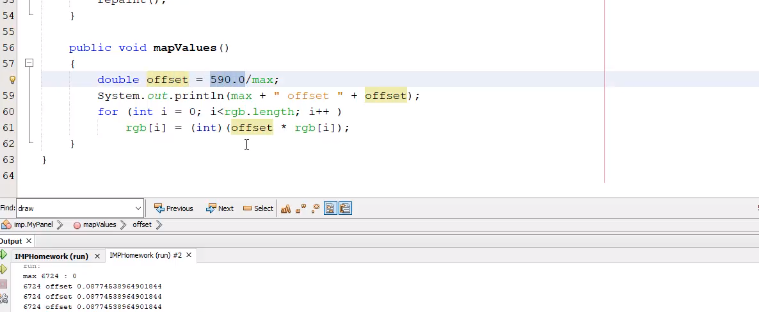 repaint();
54 }
55
56 public void mapValues()
57 {
double offset = 590.0/max;
59 System.out.println(max + " offset " + offset);
60 for (int i = 0; i<rgb.length; i++ )
61 rgb[i] = (int)(offset * rgb[i]);
62 }
63 }
64
Find: draw Previous Next Select
imp.MyPanel mapValues offset
Output ×
IMPHomework (run) × IMPHomework (run) #2 ×
run:
max 6724 : 0
6724 offset 0.08774538964901844
6724 offset 0.08774538964901844
6724 offset 0.08774538964901844